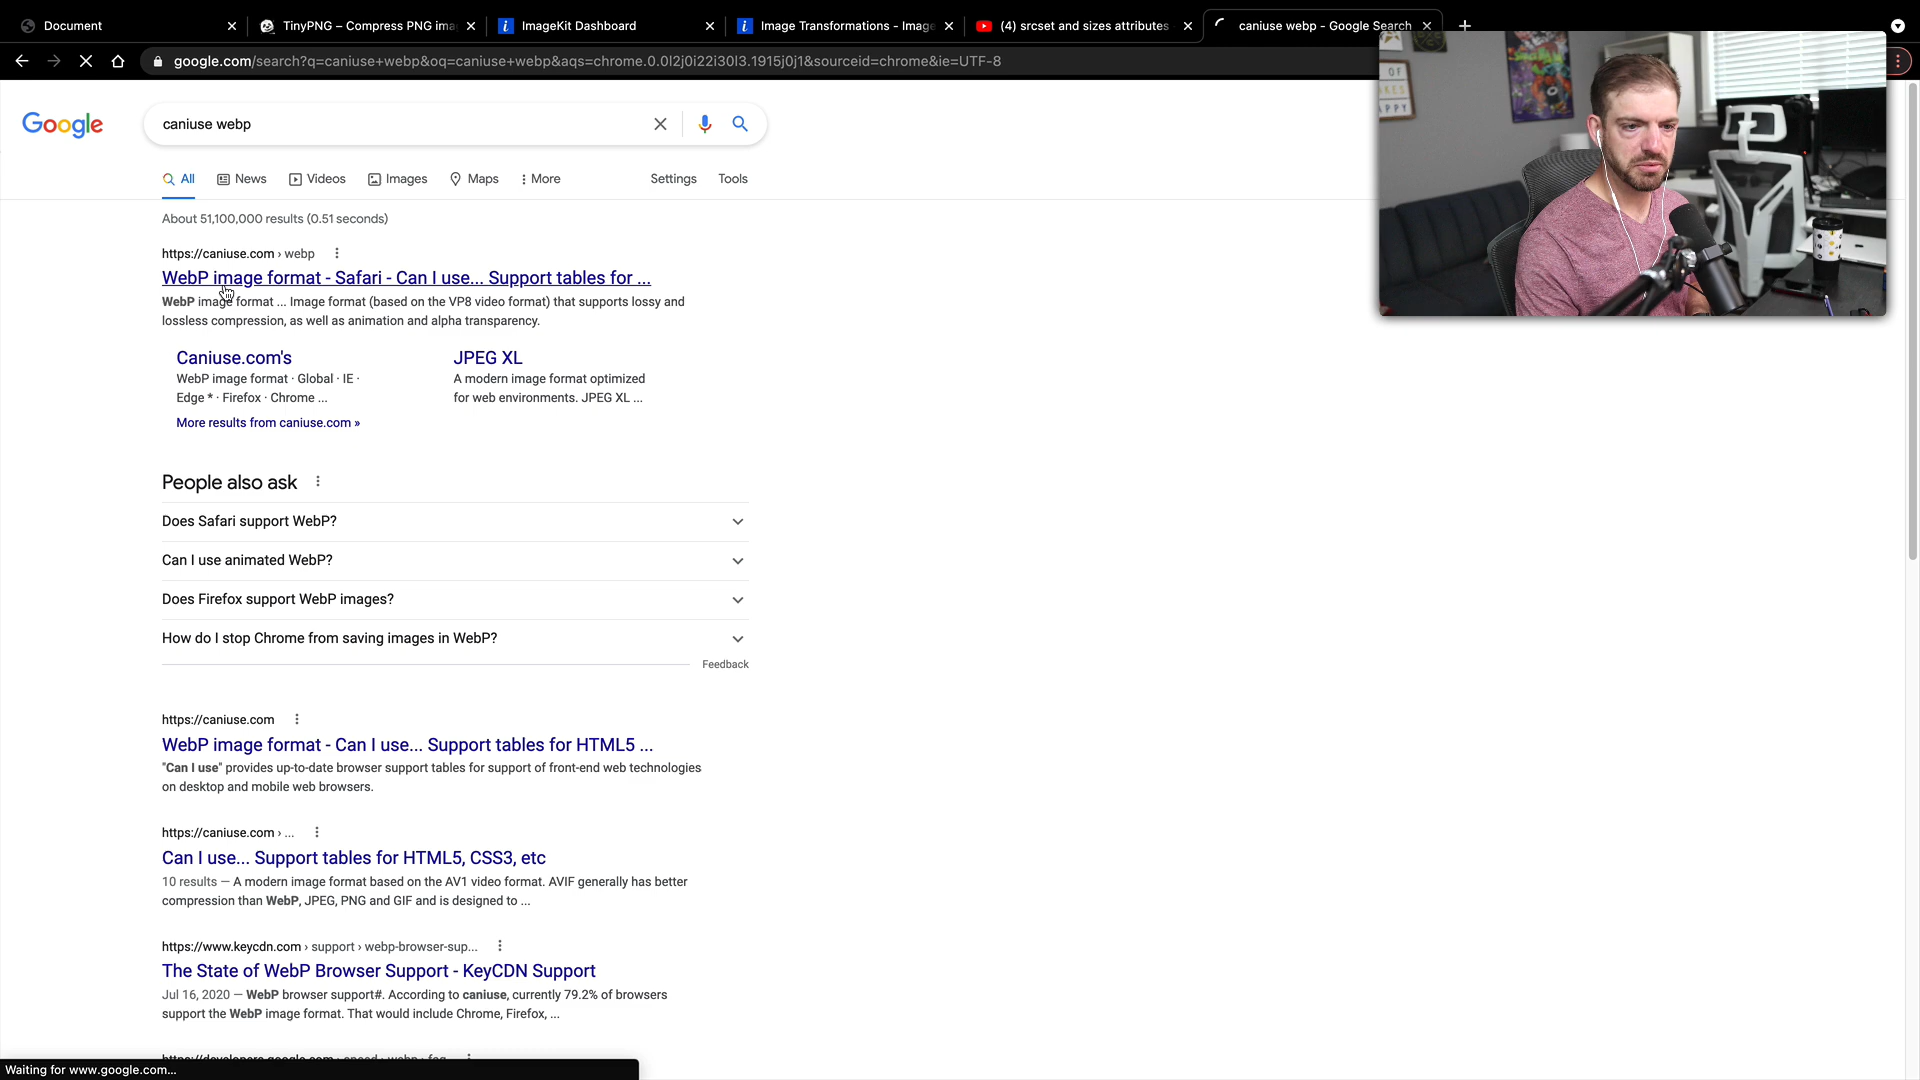 Document
TinyPNG – Compress PNG ima
ImageKit Dashboard
Image Transformations - Image
(4) srcset and sizes attributes
caniuse webp - Google Search
google.com/search?q=caniuse+webp&oq=caniuse+webp&aqs=chrome.0.0l2j0i22i30l3.1915j0j1&sourceid=chrome&ie=UTF-8
Google
caniuse webp
All
News
Videos
Images
Maps
More
Settings
Tools
About 51,100,000 results (0.51 seconds)
https://caniuse.com › webp
WebP image format - Safari - Can I use... Support tables for ...
WebP image format ... Image format (based on the VP8 video format) that supports lossy and
lossless compression, as well as animation and alpha transparency.
Caniuse.com's
WebP image format · Global · IE ·
Edge * · Firefox · Chrome ...
JPEG XL
A modern image format optimized
for web environments. JPEG XL ...
More results from caniuse.com »
People also ask
Does Safari support WebP?
Can I use animated WebP?
Does Firefox support WebP images?
How do I stop Chrome from saving images in WebP?
Feedback
https://caniuse.com
WebP image format - Can I use... Support tables for HTML5 ...
"Can I use" provides up-to-date browser support tables for support of front-end web technologies
on desktop and mobile web browsers.
https://caniuse.com › ...
Can I use... Support tables for HTML5, CSS3, etc
10 results — A modern image format based on the AV1 video format. AVIF generally has better
compression than WebP, JPEG, PNG and GIF and is designed to ...
https://www.keycdn.com › support › webp-browser-sup...
The State of WebP Browser Support - KeyCDN Support
Jul 16, 2020 — WebP browser support#. According to caniuse, currently 79.2% of browsers
support the WebP image format. That would include Chrome, Firefox, ...
https://developers.google.com › speed › webp › faq
Waiting for www.google.com...